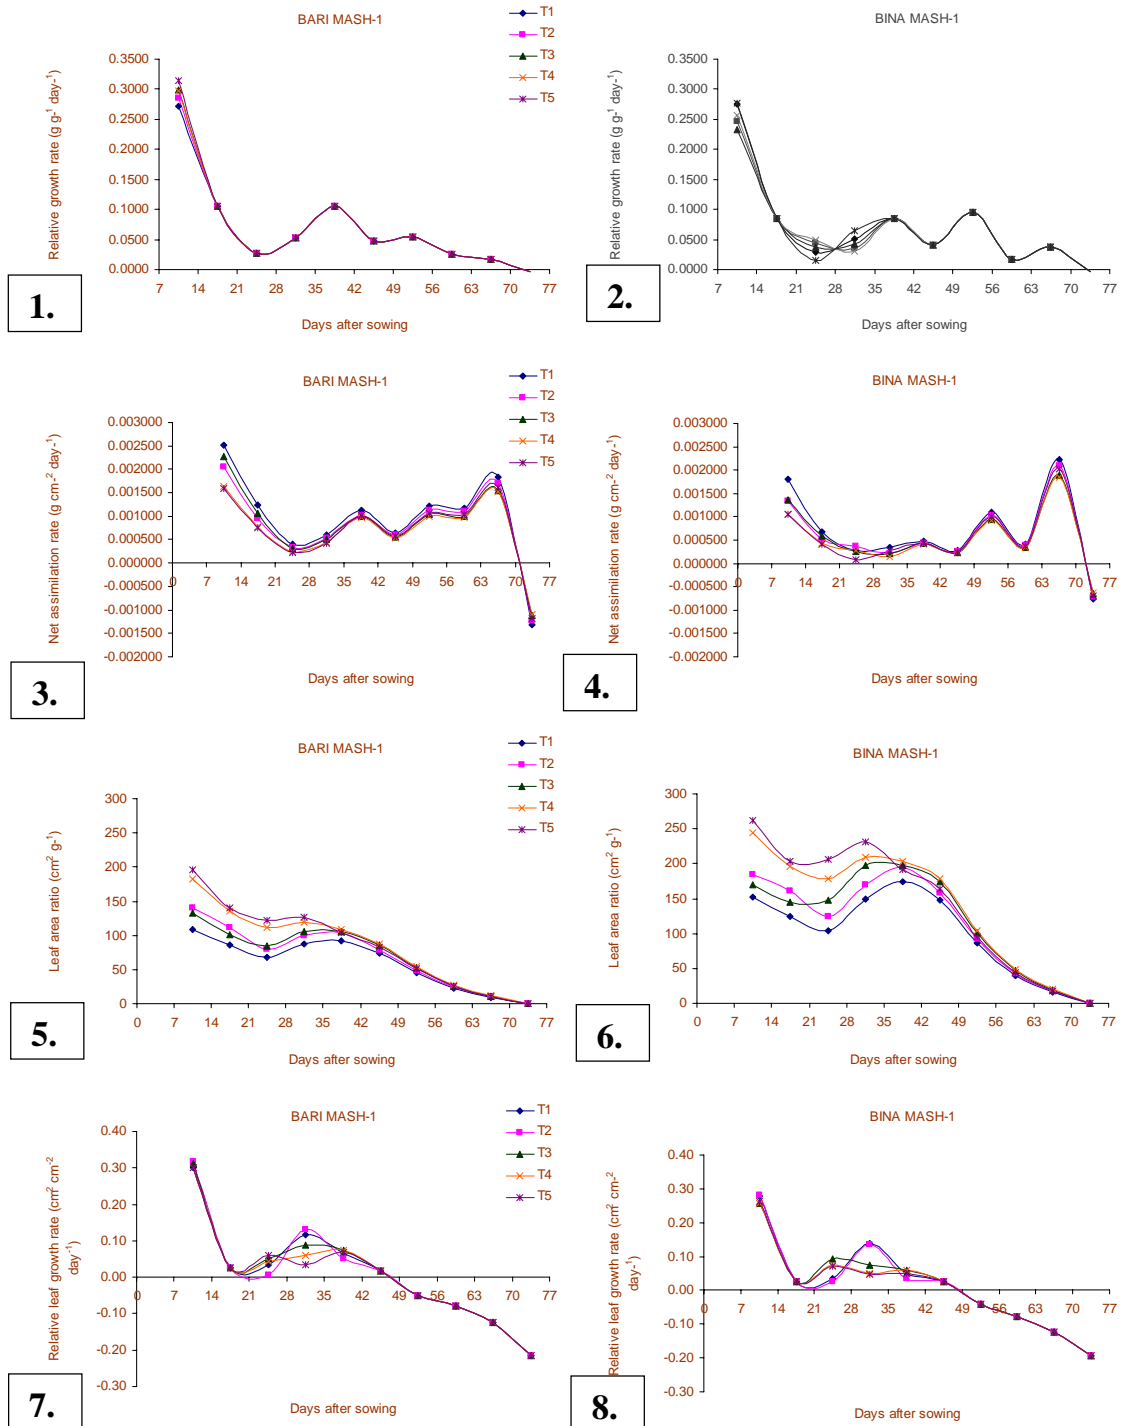 BARI MASH-1
T1
T2
T3
T4
T5
Relative growth rate (g g-¹ day-¹)
0.3500
0.3000
0.2500
0.2000
0.1500
0.1000
0.0500
0.0000
7 14 21 28 35 42 49 56 63 70 77
Days after sowing
1.
BINA MASH-1
Relative growth rate (g g-¹ day-¹)
0.3500
0.3000
0.2500
0.2000
0.1500
0.1000
0.0500
0.0000
7 14 21 28 35 42 49 56 63 70 77
Days after sowing
2.
BARI MASH-1
T1
T2
T3
T4
T5
Net assimilation rate (g cm-² day-¹)
0.003000
0.002500
0.002000
0.001500
0.001000
0.000500
0.000000
-0.000500
-0.001000
-0.001500
-0.002000
0 7 14 21 28 35 42 49 56 63 70 77
Days after sowing
3.
BINA MASH-1
Net assimilation rate (g cm-² day-¹)
0.003000
0.002500
0.002000
0.001500
0.001000
0.000500
0.000000
-0.000500
-0.001000
-0.001500
-0.002000
0 7 14 21 28 35 42 49 56 63 70 77
Days after sowing
4.
BARI MASH-1
T1
T2
T3
T4
T5
Leaf area ratio (cm² g-¹)
300
250
200
150
100
50
0
0 7 14 21 28 35 42 49 56 63 70 77
Days after sowing
5.
BINA MASH-1
Leaf area ratio (cm² g-¹)
300
250
200
150
100
50
0
0 7 14 21 28 35 42 49 56 63 70 77
Days after sowing
6.
BARI MASH-1
T1
T2
T3
T4
T5
Relative leaf growth rate (cm² cm-²
day-¹)
0.40
0.30
0.20
0.10
0.00
-0.10
-0.20
-0.30
0 7 14 21 28 35 42 49 56 63 70 77
Days after sowing
7.
BINA MASH-1
Relative leaf growth rate (cm² cm-²
day-¹)
0.40
0.30
0.20
0.10
0.00
-0.10
-0.20
-0.30
0 7 14 21 28 35 42 49 56 63 70 77
Days after sowing
8.